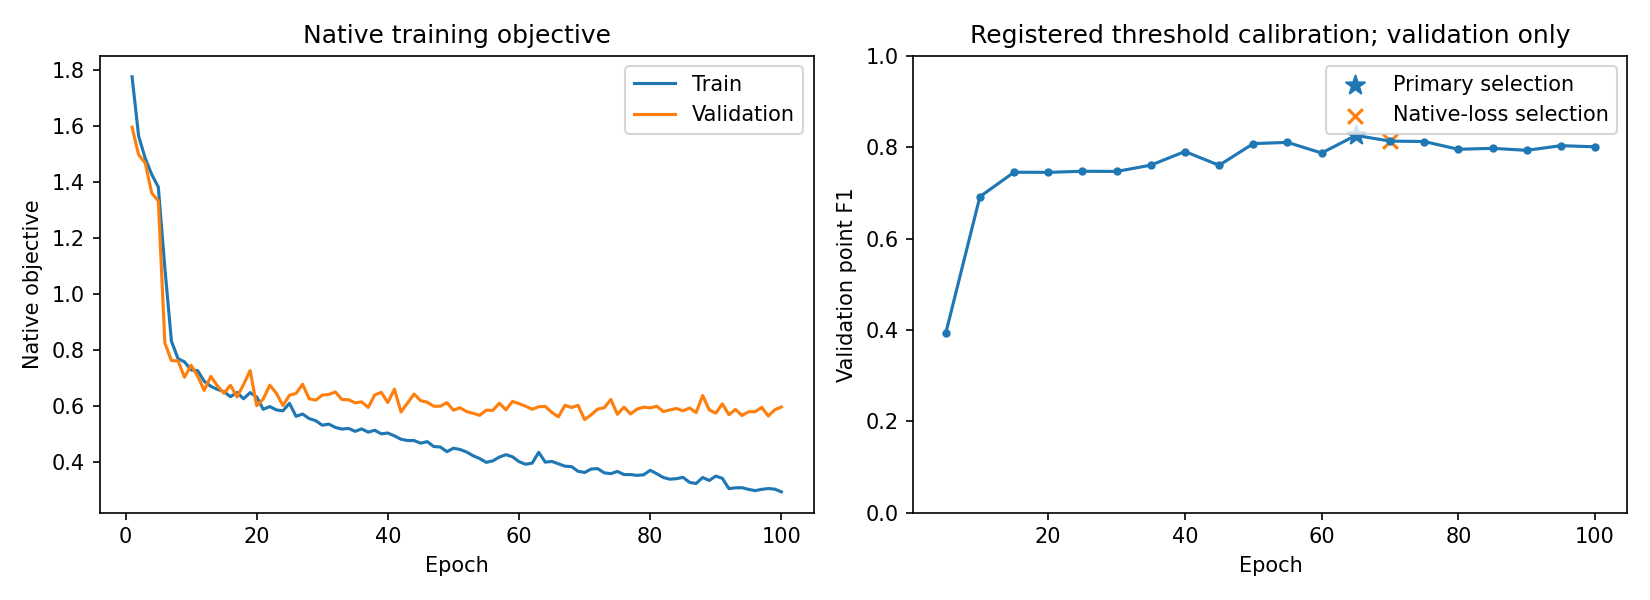 Native training objective
Train
Validation
1.8
1.6
1.4
1.2
1.0
0.8
0.6
0.4
Native objective
0
20
40
60
80
100
Epoch
Registered threshold calibration; validation only
Primary selection
Native-loss selection
1.0
0.8
0.6
0.4
0.2
0.0
Validation point F1
20
40
60
80
100
Epoch